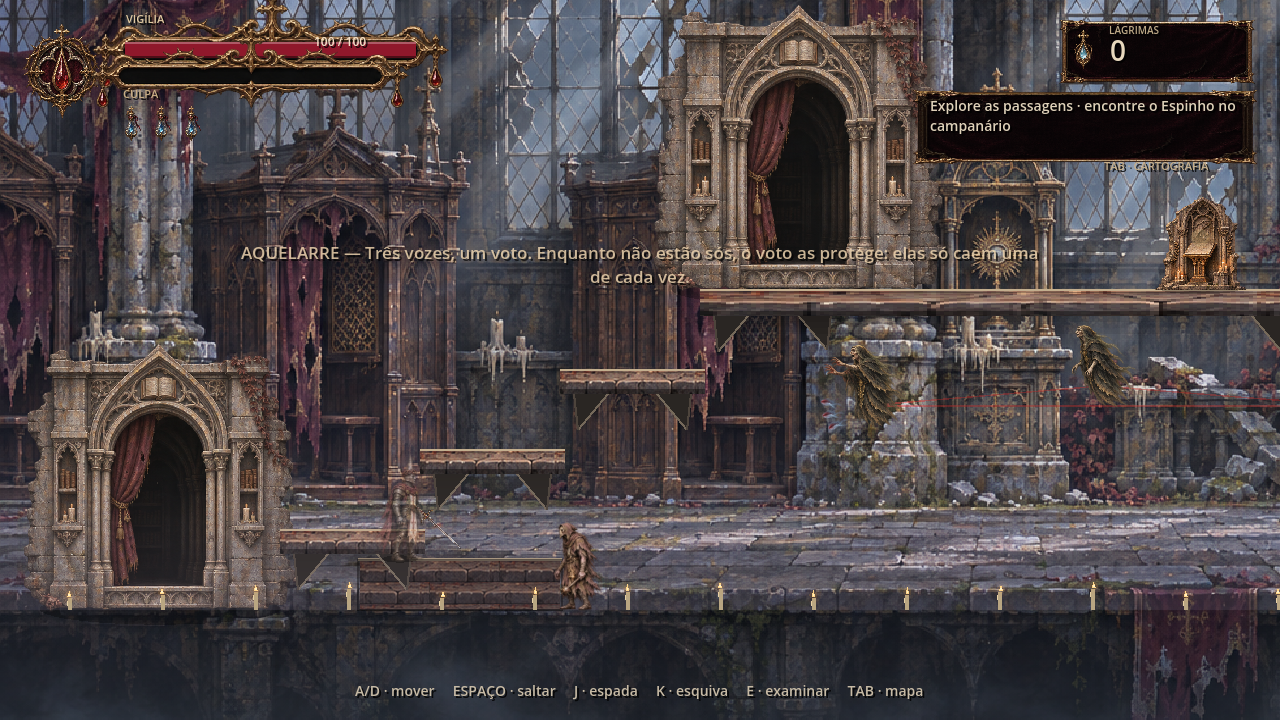 VIGÍLIA
100 / 100
CULPA
LÁGRIMAS
0
Explore as passagens · encontre o Espinho no
campanário
TAB · CARTOGRAFIA
AQUELARRE — Três vozes, um voto. Enquanto não estão sós, o voto as protege: elas só caem uma
de cada vez.
A/D · mover ESPAÇO · saltar J · espada K · esquiva E · examinar TAB · mapa